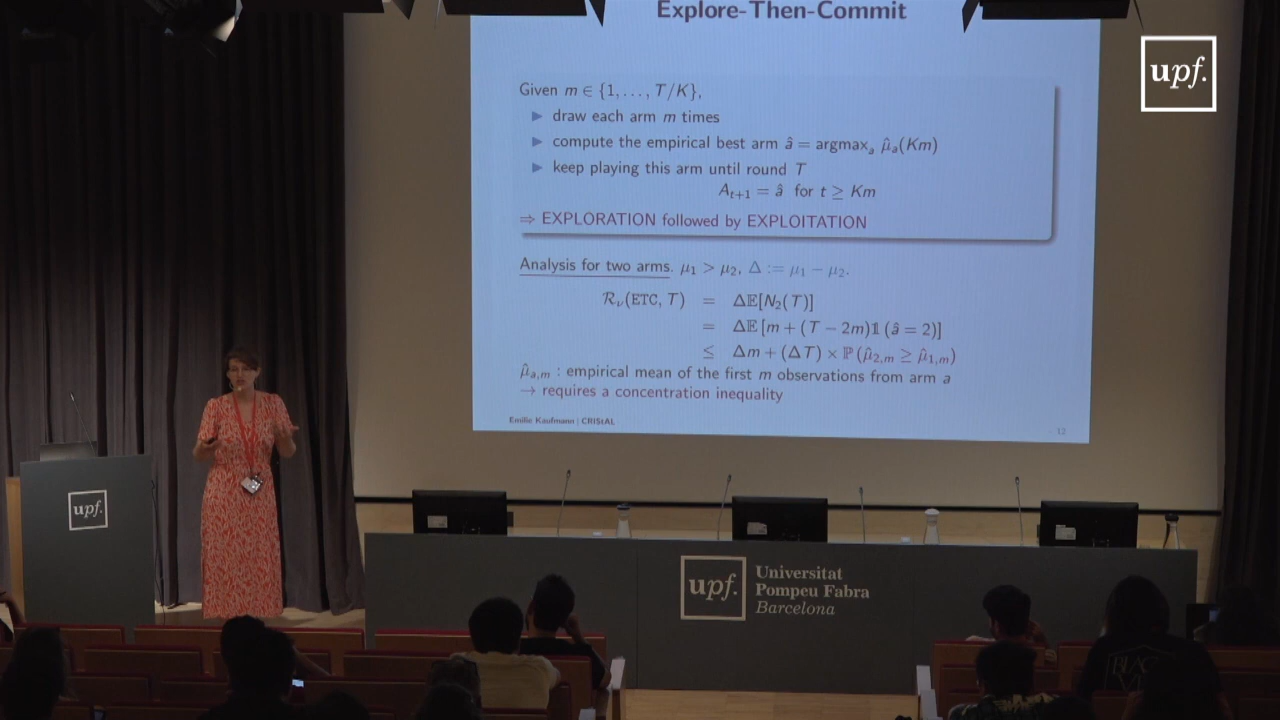 Explore-Then-Commit
upf.
Given m ∈ {1, . . . , T/K},
▶ draw each arm m times
▶ compute the empirical best arm â = argmaxₐ μ̂ₐ(Km)
▶ keep playing this arm until round T
Aₜ₊₁ = â for t ≥ Km
⇒ EXPLORATION followed by EXPLOITATION
Analysis for two arms. μ₁ > μ₂, Δ := μ₁ − μ₂.
ℛ_ν(ETC, T) = Δ𝔼[N₂(T)]
= Δ𝔼 [m + (T − 2m)𝟙 (â = 2)]
≤ Δm + (ΔT) × ℙ (μ̂₂,ₘ ≥ μ̂₁,ₘ)
μ̂ₐ,ₘ : empirical mean of the first m observations from arm a
→ requires a concentration inequality
Emilie Kaufmann | CRIStAL
12
upf.
upf.
Universitat
Pompeu Fabra
Barcelona